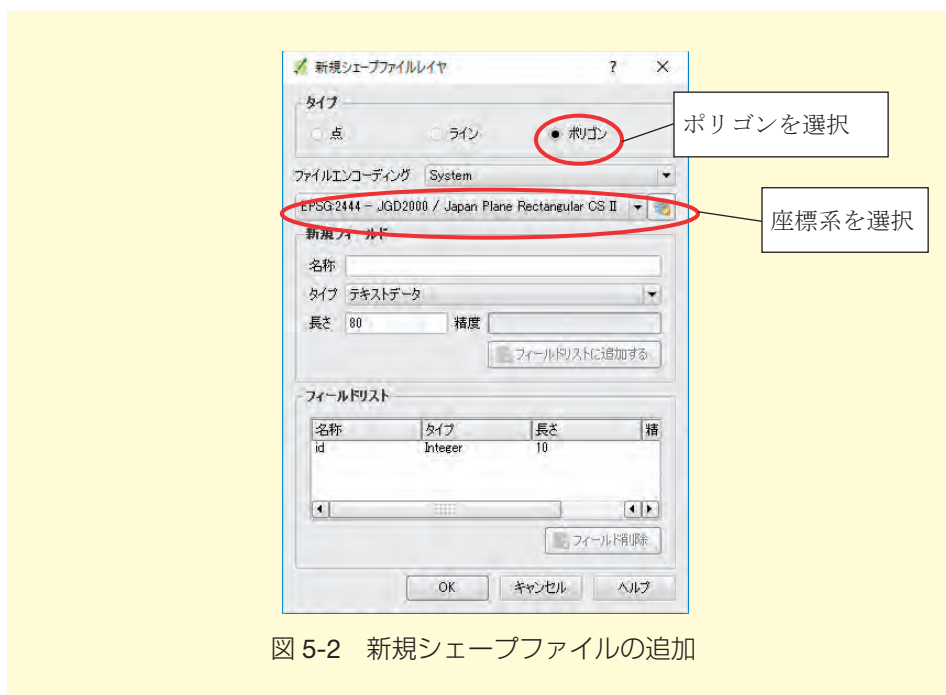 新規シェープファイルレイヤ ? ×
タイプ
点 ライン ポリゴン
ポリゴンを選択
ファイルエンコーディング System
EPSG:2444 - JGD2000 / Japan Plane Rectangular CS II
座標系を選択
新規フィールド
名称
タイプ テキストデータ
長さ 80 精度
フィールドリストに追加する
フィールドリスト
名称 タイプ 長さ 精
id Integer 10
フィールド削除
OK キャンセル ヘルプ
図 5-2 新規シェープファイルの追加